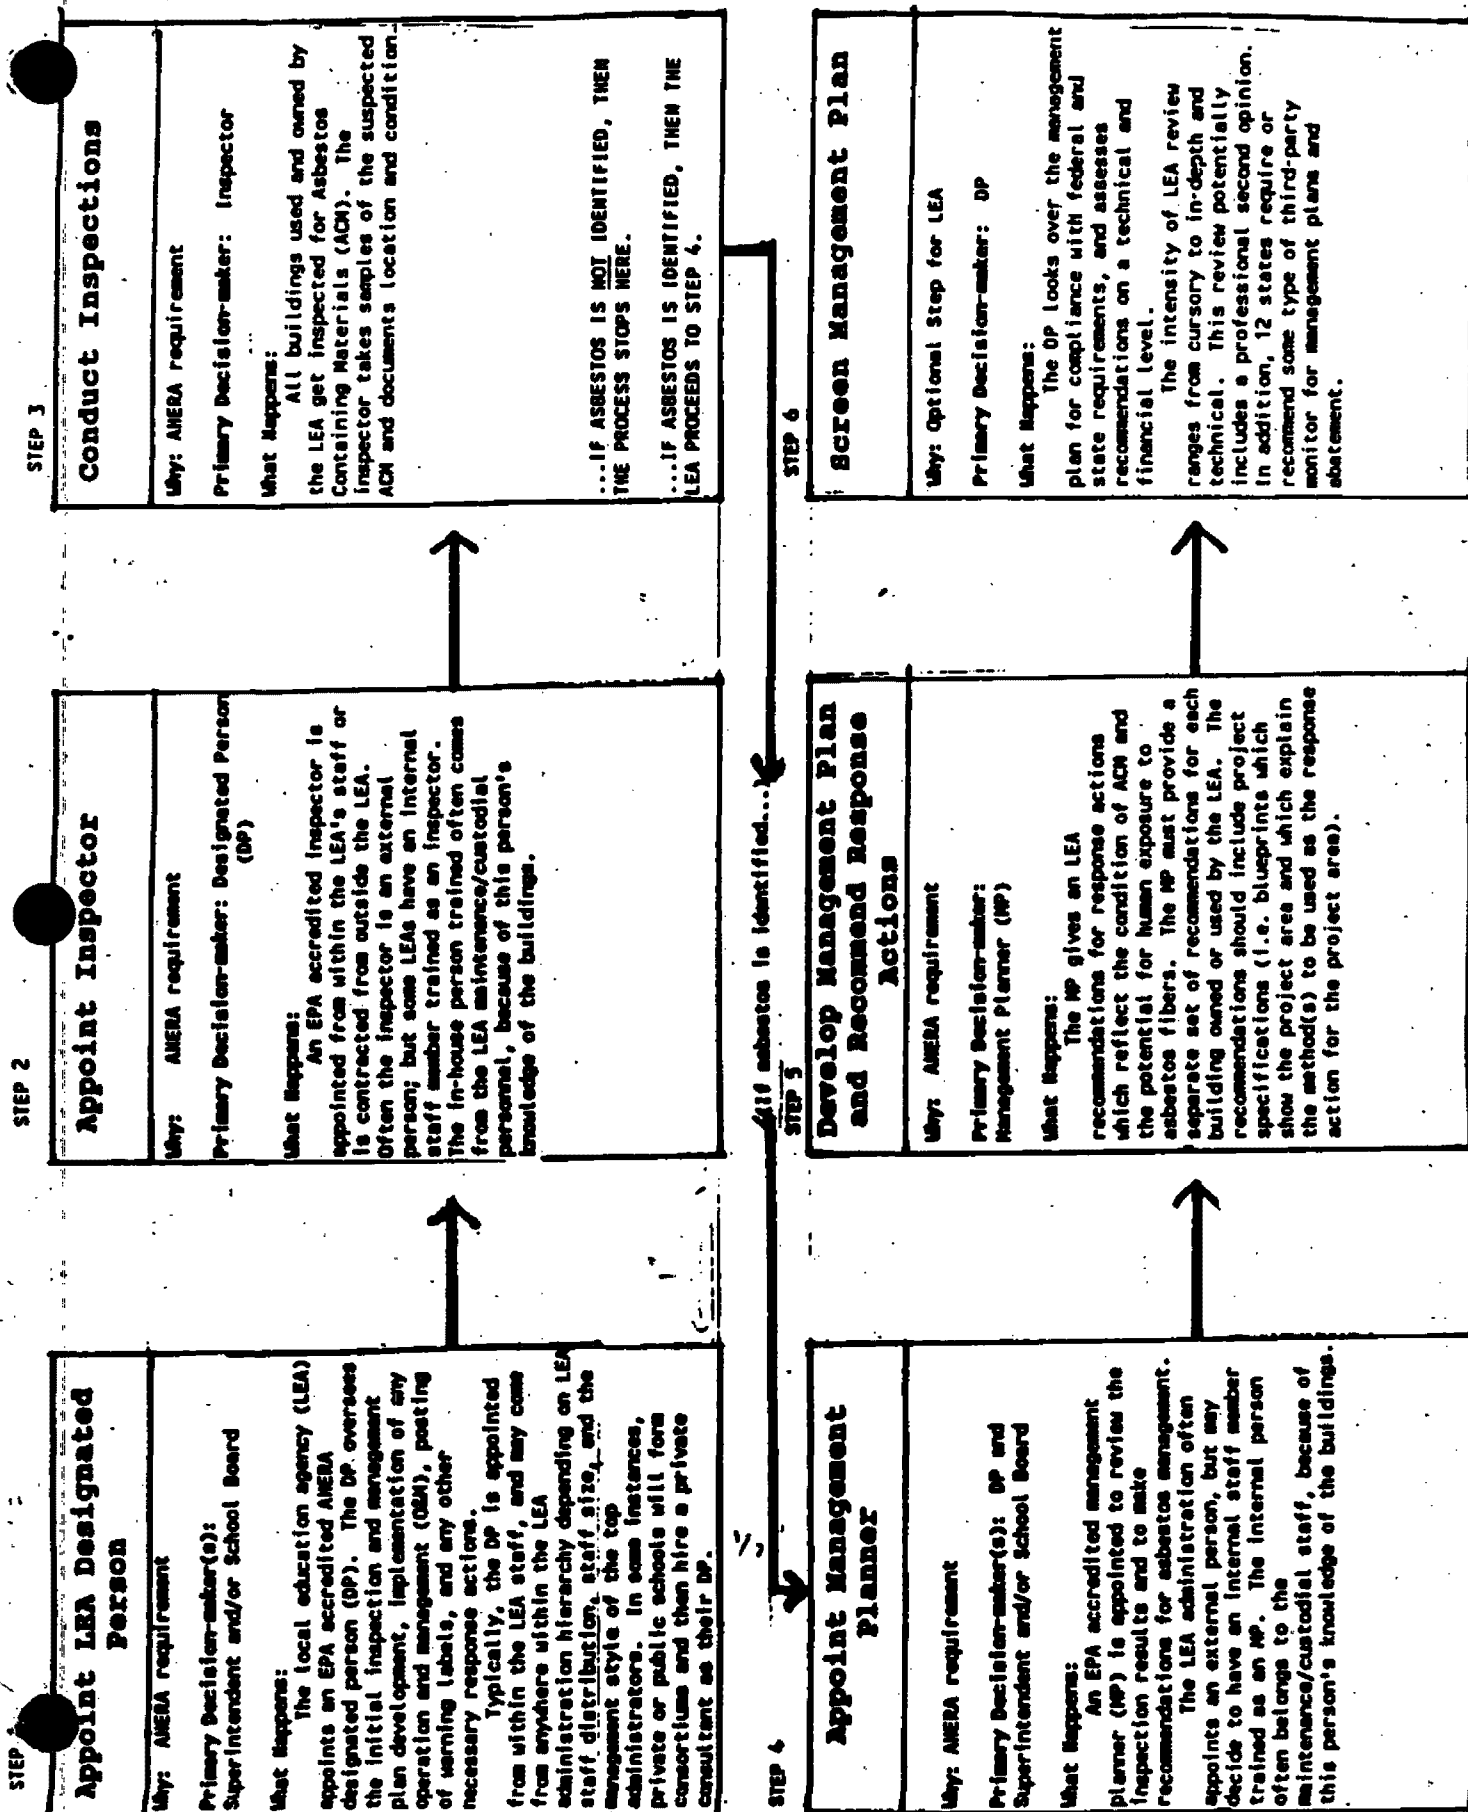 STEP
Appoint LEA Designated
Person
Why: AHERA requirement
Primary Decision-maker(s):
Superintendent and/or School Board
What Happens:
The local education agency (LEA)
appoints an EPA accredited AHERA
designated person (DP). The DP oversees
the initial inspection and management
plan development, implementation of any
operation and management (O&M), posting
of warning labels, and any other
necessary response actions.
Typically, the DP is appointed
from within the LEA staff, and may come
from anywhere within the LEA
administration hierarchy depending on LEA
staff distribution, staff size, and the
management style of the top
administrators. In some instances,
private or public schools will form
consortiums and then hire a private
consultant as their DP.
STEP 2
Appoint Inspector
Why: AHERA requirement
Primary Decision-maker: Designated Person
(DP)
What Happens:
An EPA accredited inspector is
appointed from within the LEA's staff or
is contracted from outside the LEA.
Often the inspector is an external
person; but some LEAs have an internal
staff member trained as an inspector.
The in-house person trained often comes
from the LEA maintenance/custodial
personnel, because of this person's
knowledge of the buildings.
STEP 3
Conduct Inspections
Why: AHERA requirement
Primary Decision-maker: Inspector
What Happens:
All buildings used and owned by
the LEA get inspected for Asbestos
Containing Materials (ACM). The
inspector takes samples of the suspected
ACM and documents location and condition.
...IF ASBESTOS IS NOT IDENTIFIED, THEN
THE PROCESS STOPS HERE.
...IF ASBESTOS IS IDENTIFIED, THEN THE
LEA PROCEEDS TO STEP 4.
(If asbestos is identified...)
STEP 4
Appoint Management
Planner
Why: AHERA requirement
Primary Decision-maker(s): DP and
Superintendent and/or School Board
What Happens:
An EPA accredited management
planner (MP) is appointed to review the
inspection results and to make
recommendations for asbestos management.
The LEA administration often
appoints an external person, but may
decide to have an internal staff member
trained as an MP. The internal person
often belongs to the
maintenance/custodial staff, because of
this person's knowledge of the buildings.
STEP 5
Develop Management Plan
and Recommend Response
Actions
Why: AHERA requirement
Primary Decision-maker:
Management Planner (MP)
What Happens:
The MP gives an LEA
recommendations for response actions
which reflect the condition of ACM and
the potential for human exposure to
asbestos fibers. The MP must provide a
separate set of recommendations for each
building owned or used by the LEA. The
recommendations should include project
specifications (i.e. blueprints which
show the project area and which explain
the method(s) to be used as the response
action for the project area).
STEP 6
Screen Management Plan
Why: Optional Step for LEA
Primary Decision-maker: DP
What Happens:
The DP looks over the management
plan for compliance with federal and
state requirements, and assesses
recommendations on a technical and
financial level.
The intensity of LEA review
ranges from cursory to in-depth and
technical. This review potentially
includes a professional second opinion.
In addition, 12 states require or
recommend some type of third-party
monitor for management plans and
abatement.